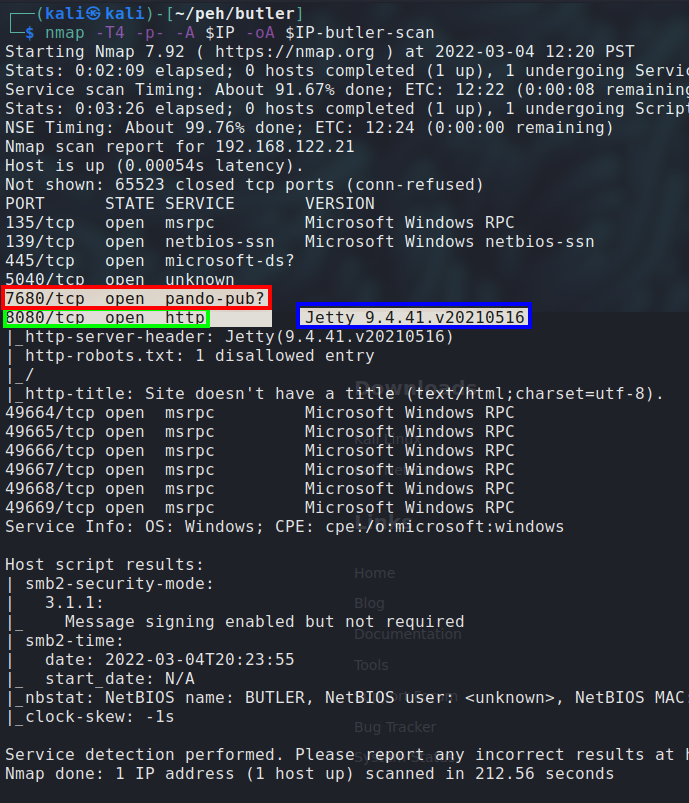 ┌──(kali㉿kali)-[~/peh/butler]
└─$ nmap -T4 -p- -A $IP -oA $IP-butler-scan
Starting Nmap 7.92 ( https://nmap.org ) at 2022-03-04 12:20 PST
Stats: 0:02:09 elapsed; 0 hosts completed (1 up), 1 undergoing Servic
Service scan Timing: About 91.67% done; ETC: 12:22 (0:00:08 remaining
Stats: 0:03:26 elapsed; 0 hosts completed (1 up), 1 undergoing Script
NSE Timing: About 99.76% done; ETC: 12:24 (0:00:00 remaining)
Nmap scan report for 192.168.122.21
Host is up (0.00054s latency).
Not shown: 65523 closed tcp ports (conn-refused)
PORT      STATE SERVICE       VERSION
135/tcp   open  msrpc         Microsoft Windows RPC
139/tcp   open  netbios-ssn   Microsoft Windows netbios-ssn
445/tcp   open  microsoft-ds?
5040/tcp  open  unknown
7680/tcp  open  pando-pub?
8080/tcp  open  http          Jetty 9.4.41.v20210516
|_http-server-header: Jetty(9.4.41.v20210516)
| http-robots.txt: 1 disallowed entry
|_/
Downloads
|_http-title: Site doesn't have a title (text/html;charset=utf-8).
49664/tcp open  msrpc         Microsoft Windows RPC
49665/tcp open  msrpc         Microsoft Windows RPC
49666/tcp open  msrpc         Microsoft Windows RPC
49667/tcp open  msrpc         Microsoft Windows RPC
49668/tcp open  msrpc         Microsoft Windows RPC
49669/tcp open  msrpc         Microsoft Windows RPC
Service Info: OS: Windows; CPE: cpe:/o:microsoft:windows
Links
Host script results:
| smb2-security-mode:
Home
|   3.1.1:
Blog
|_    Message signing enabled but not required
| smb2-time:
Documentation
|   date: 2022-03-04T20:23:55
Tools
|_  start_date: N/A
|_nbstat: NetBIOS name: BUTLER, NetBIOS user: <unknown>, NetBIOS MAC
|_clock-skew: -1s
Bug Tracker
Service detection performed. Please report any incorrect results at h
Nmap done: 1 IP address (1 host up) scanned in 212.56 seconds